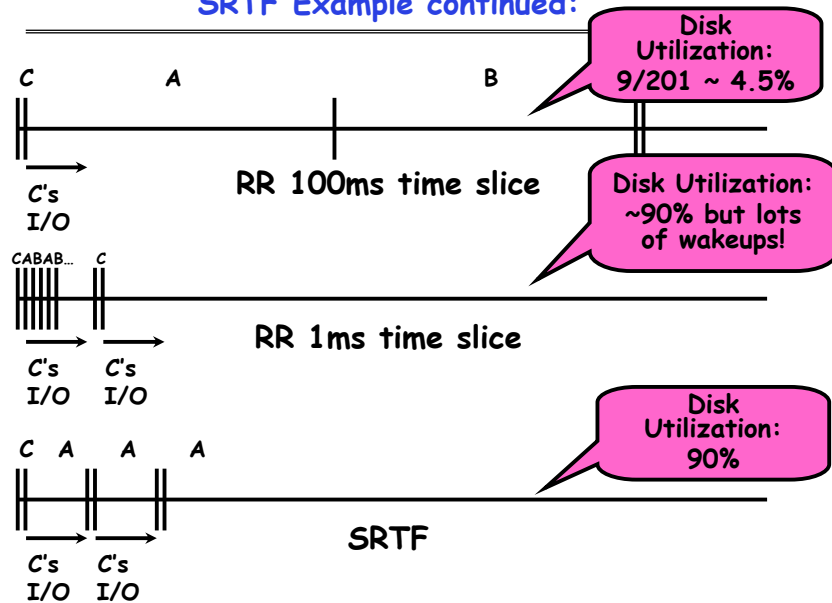 SRTF Example continued:
Disk
Utilization:
9/201 ~ 4.5%
C A B
C's
I/O
RR 100ms time slice
Disk Utilization:
~90% but lots
of wakeups!
CABAB... C
C's
I/O
C's
I/O
RR 1ms time slice
Disk
Utilization:
90%
C A A A
C's
I/O
C's
I/O
SRTF